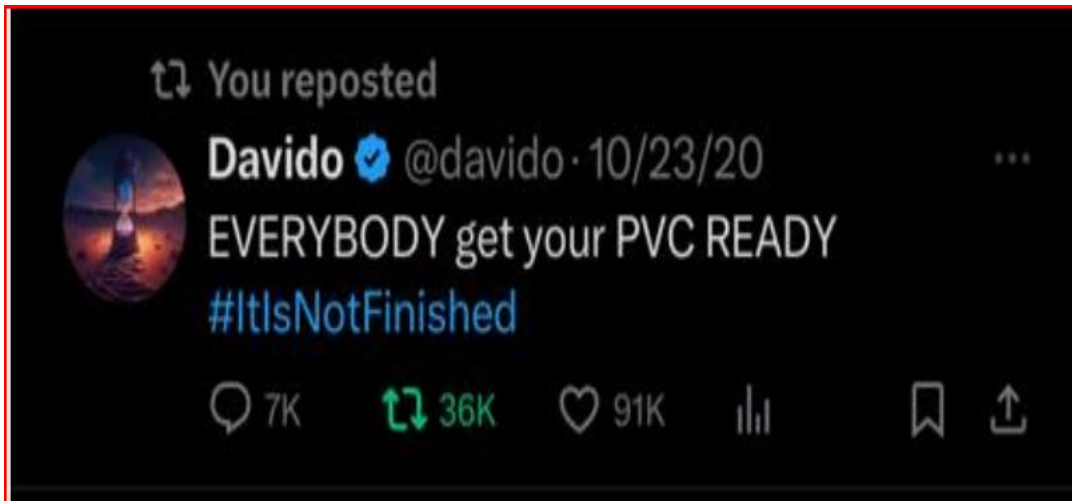 You reposted
Davido @davido · 10/23/20
EVERYBODY get your PVC READY
#ItIsNotFinished
7K 36K 91K